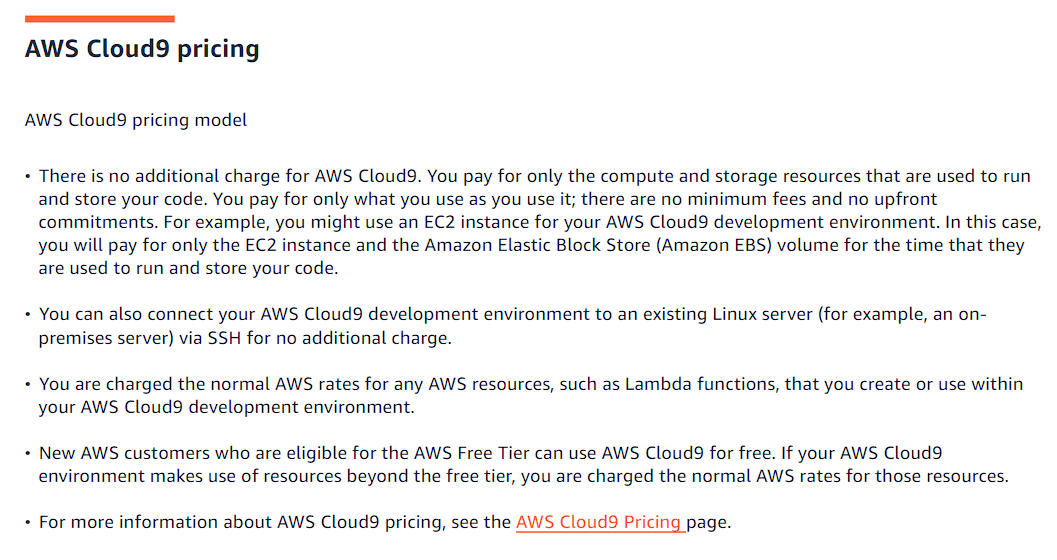 AWS Cloud9 pricing
AWS Cloud9 pricing model
• There is no additional charge for AWS Cloud9. You pay for only the compute and storage resources that are used to run
and store your code. You pay for only what you use as you use it; there are no minimum fees and no upfront
commitments. For example, you might use an EC2 instance for your AWS Cloud9 development environment. In this case,
you will pay for only the EC2 instance and the Amazon Elastic Block Store (Amazon EBS) volume for the time that they
are used to run and store your code.
• You can also connect your AWS Cloud9 development environment to an existing Linux server (for example, an on-
premises server) via SSH for no additional charge.
• You are charged the normal AWS rates for any AWS resources, such as Lambda functions, that you create or use within
your AWS Cloud9 development environment.
• New AWS customers who are eligible for the AWS Free Tier can use AWS Cloud9 for free. If your AWS Cloud9
environment makes use of resources beyond the free tier, you are charged the normal AWS rates for those resources.
• For more information about AWS Cloud9 pricing, see the AWS Cloud9 Pricing page.